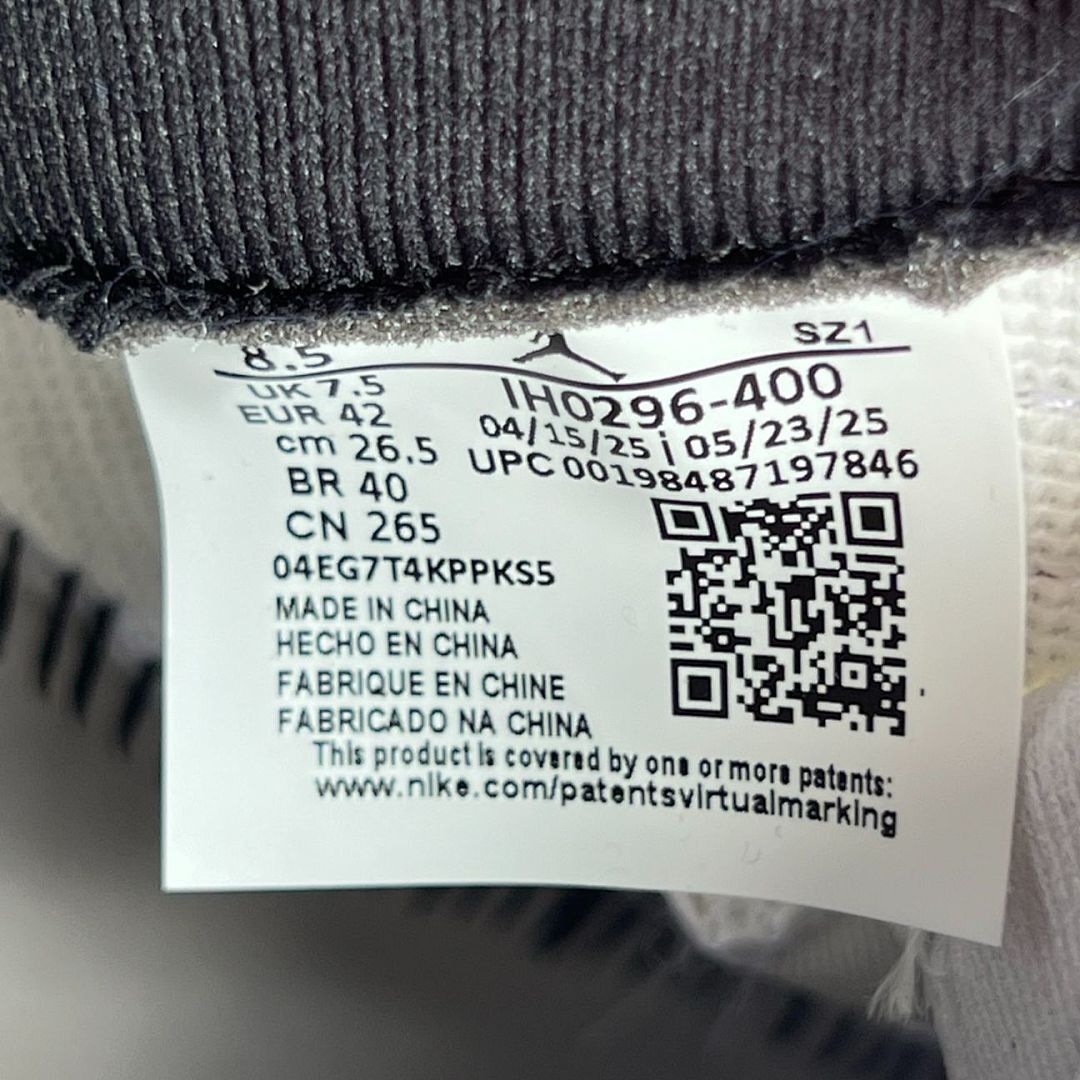 8.5
SZ1
UK 7.5
IH0296-400
EUR 42
04/15/25 ¡ 05/23/25
cm 26.5
UPC 00198487197846
BR 40
CN 265
04EG7T4KPPKS5
MADE IN CHINA
HECHO EN CHINA
FABRIQUE EN CHINE
FABRICADO NA CHINA
This product is covered by one or more patents:
www.nike.com/patentsvirtualmarking